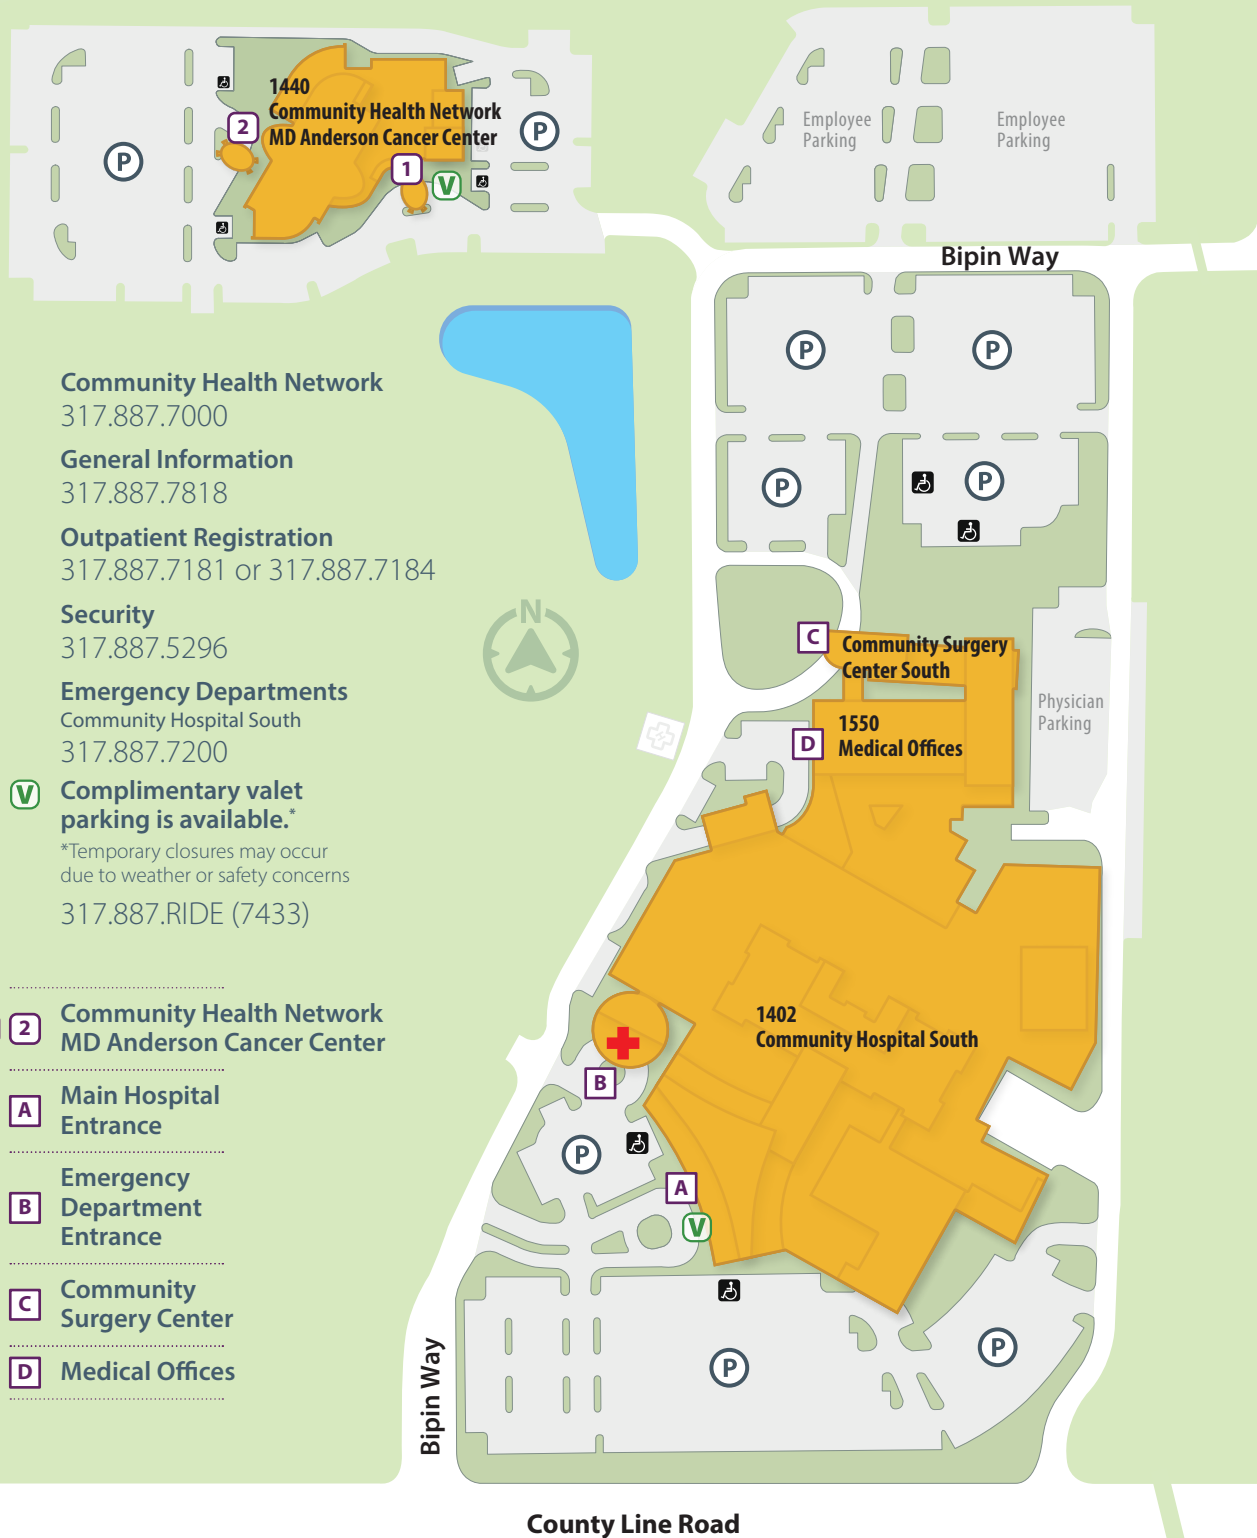 1440
Community Health Network
MD Anderson Cancer Center
2
1
P
P
V
Employee
Parking
Employee
Parking
Bipin Way
P
P
P
P
Community Health Network
317.887.7000
General Information
317.887.7818
Outpatient Registration
317.887.7181 or 317.887.7184
Security
317.887.5296
Emergency Departments
Community Hospital South
317.887.7200
V Complimentary valet
parking is available.*
*Temporary closures may occur
due to weather or safety concerns
317.887.RIDE (7433)
N
C
Community Surgery
Center South
Physician
Parking
D
1550
Medical Offices
1402
Community Hospital South
B
P
A
V
P
P
2 Community Health Network
MD Anderson Cancer Center
A Main Hospital
Entrance
B Emergency
Department
Entrance
C Community
Surgery Center
D Medical Offices
Bipin Way
County Line Road